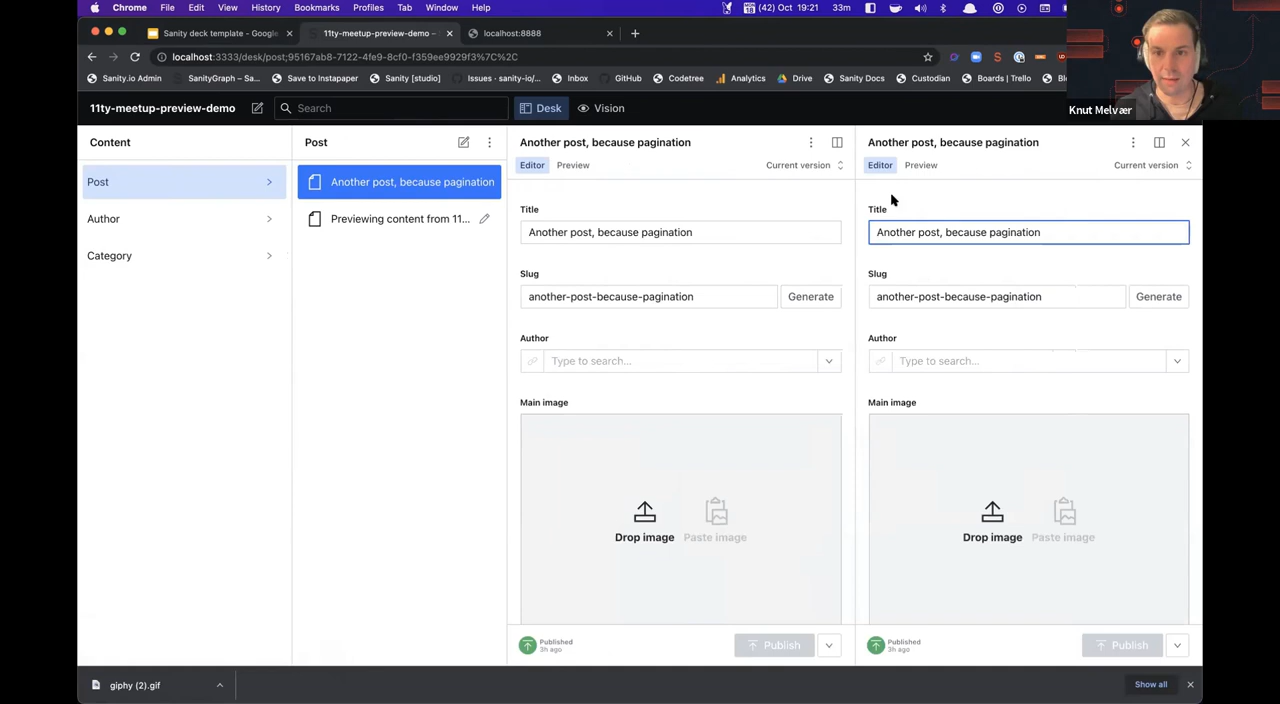 Chrome File Edit View History Bookmarks Profiles Tab Window Help (42) Oct 19:21 33m
Sanity deck template - Google 11ty-meetup-preview-demo – localhost:8888
localhost:3333/desk/post;95167ab8-7122-4fe9-8cf0-f359ee9929f3%7C%2C
Sanity.io Admin SanityGraph – Sa... Save to Instapaper Sanity [studio] Issues · sanity-io/... Inbox GitHub Codetree Analytics Drive Sanity Docs Custodian Boards | Trello
Knut Melvær
11ty-meetup-preview-demo Search Desk Vision
Content Post Another post, because pagination Another post, because pagination
Editor Preview Current version Editor Preview Current version
Post Another post, because pagination
Title Title
Author Previewing content from 11... Another post, because pagination Another post, because pagination
Category
Slug Slug
another-post-because-pagination Generate another-post-because-pagination Generate
Author Author
Type to search... Type to search...
Main image Main image
Drop image Paste image Drop image Paste image
Published Published
3h ago Publish 3h ago Publish
giphy (2).gif Show all